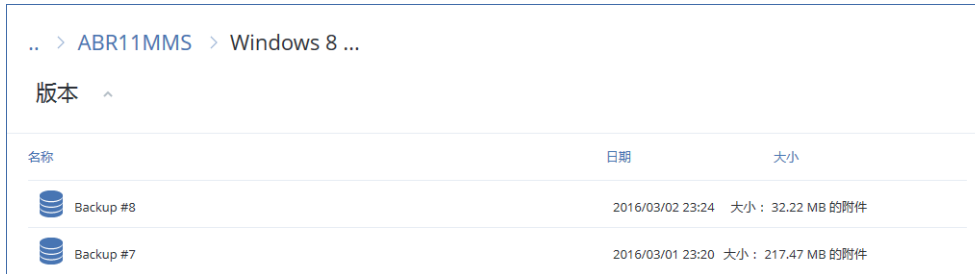 .. > ABR11MMS > Windows 8 ...
版本
名称 日期 大小
Backup #8 2016/03/02 23:24 大小： 32.22 MB 的附件
Backup #7 2016/03/01 23:20 大小： 217.47 MB 的附件